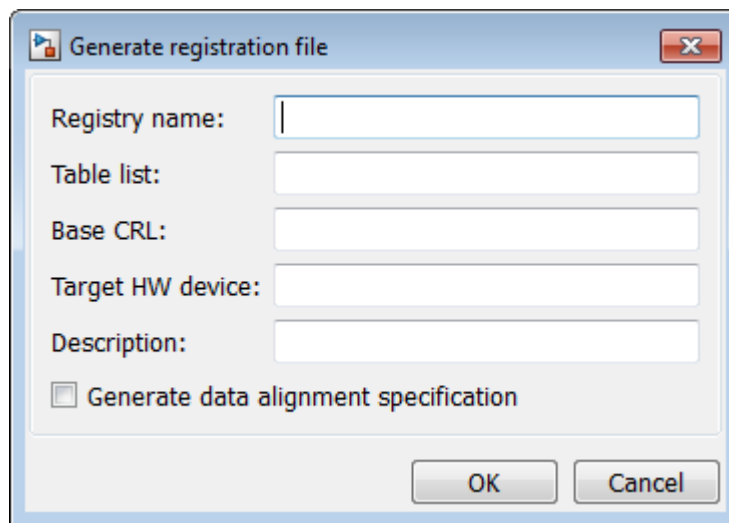 Generate registration file
Registry name:
Table list:
Base CRL:
Target HW device:
Description:
Generate data alignment specification
OK Cancel